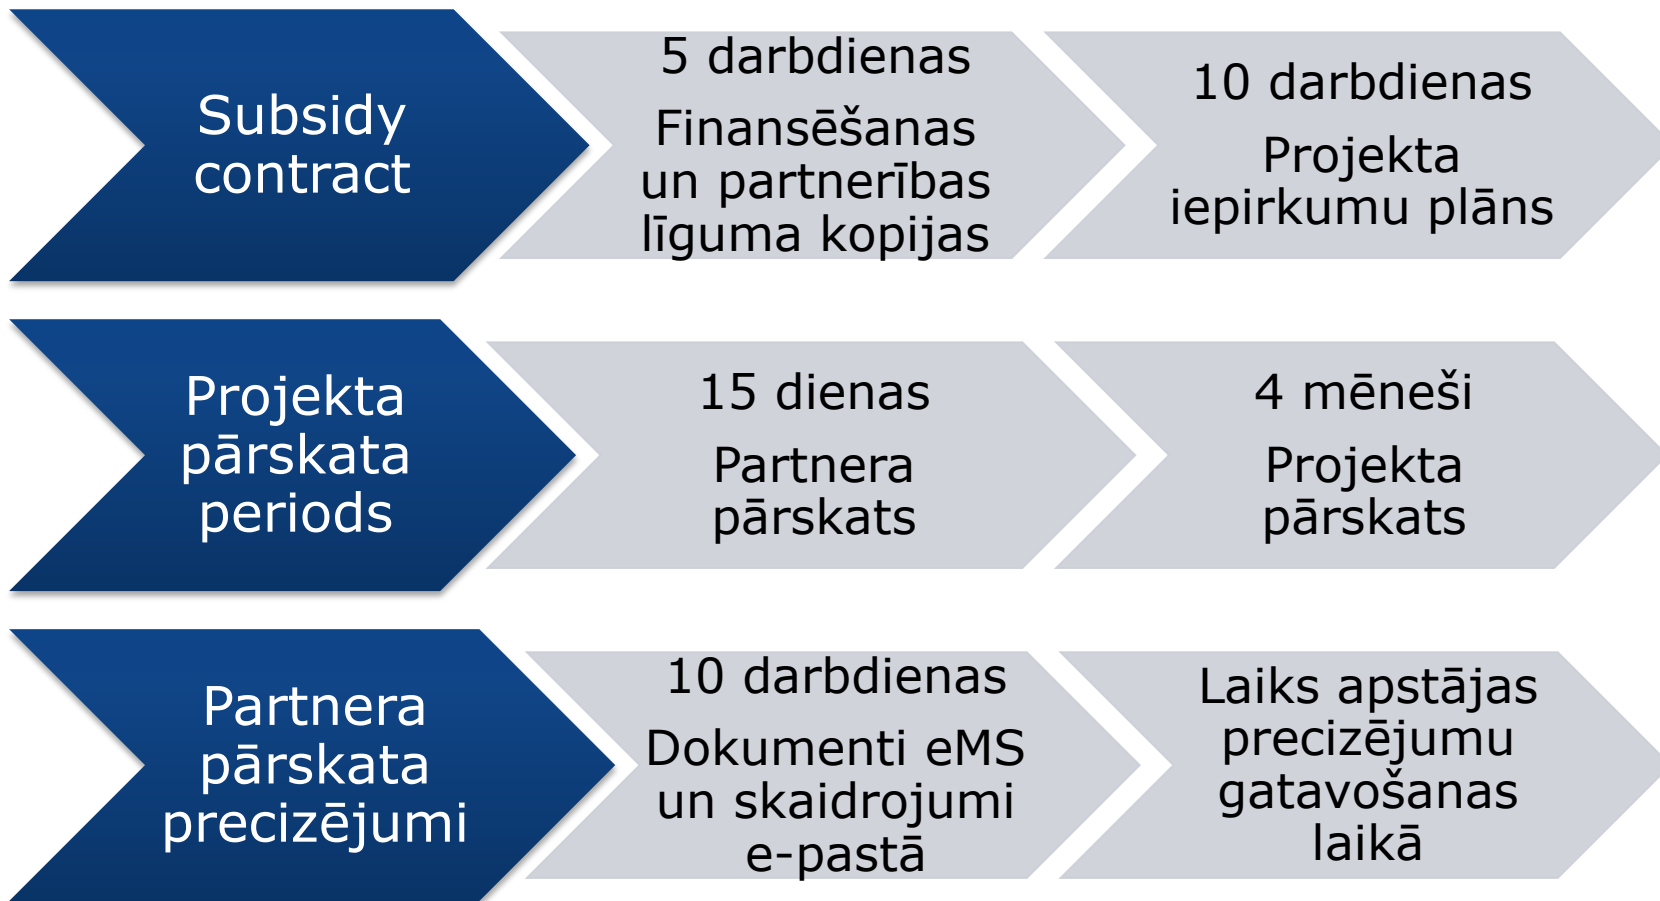 Subsidy
contract
5 darbdienas
Finansēšanas
un partnerības
līguma kopijas
10 darbdienas
Projekta
iepirkumu plāns
Projekta
pārskata
periods
15 dienas
Partnera
pārskats
4 mēneši
Projekta
pārskats
Partnera
pārskata
precizējumi
10 darbdienas
Dokumenti eMS
un skaidrojumi
e-pastā
Laiks apstājas
precizējumu
gatavošanas
laikā